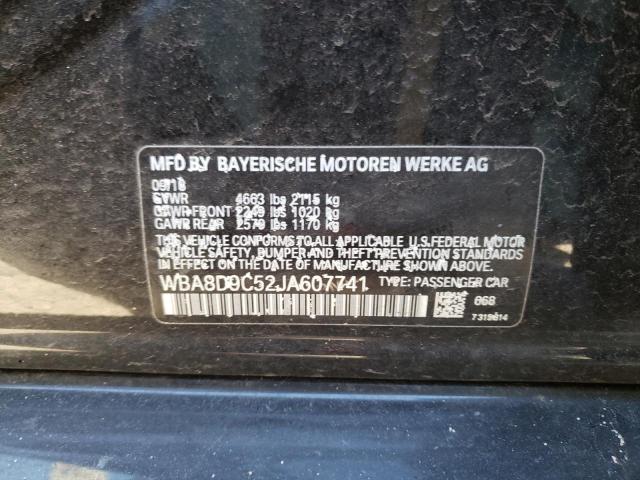 MFD BY BAYERISCHE MOTOREN WERKE AG
09/18
GVWR 4663 lbs 2115 kg
GAWR FRONT 2249 lbs 1020 kg
GAWR REAR 2579 lbs 1170 kg
THIS VEHICLE CONFORMS TO ALL APPLICABLE U.S.FEDERAL MOTOR
VEHICLE SAFETY, BUMPER AND THEFT PREVENTION STANDARDS
IN EFFECT ON THE DATE OF MANUFACTURE SHOWN ABOVE.
WBA8D9C52JA607741 TYPE: PASSENGER CAR
068
7319614